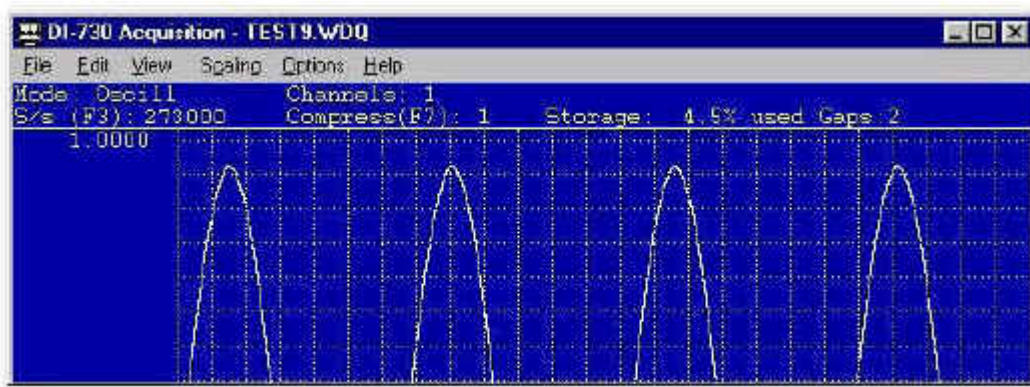 DI-730 Acquisition - TEST9.WDQ
File Edit View Scaling Options Help
Mode: Oscill Channels: 1
S/s (F3): 273000 Compress(F7): 1 Storage: 4.5% used Gaps 2
1.0000